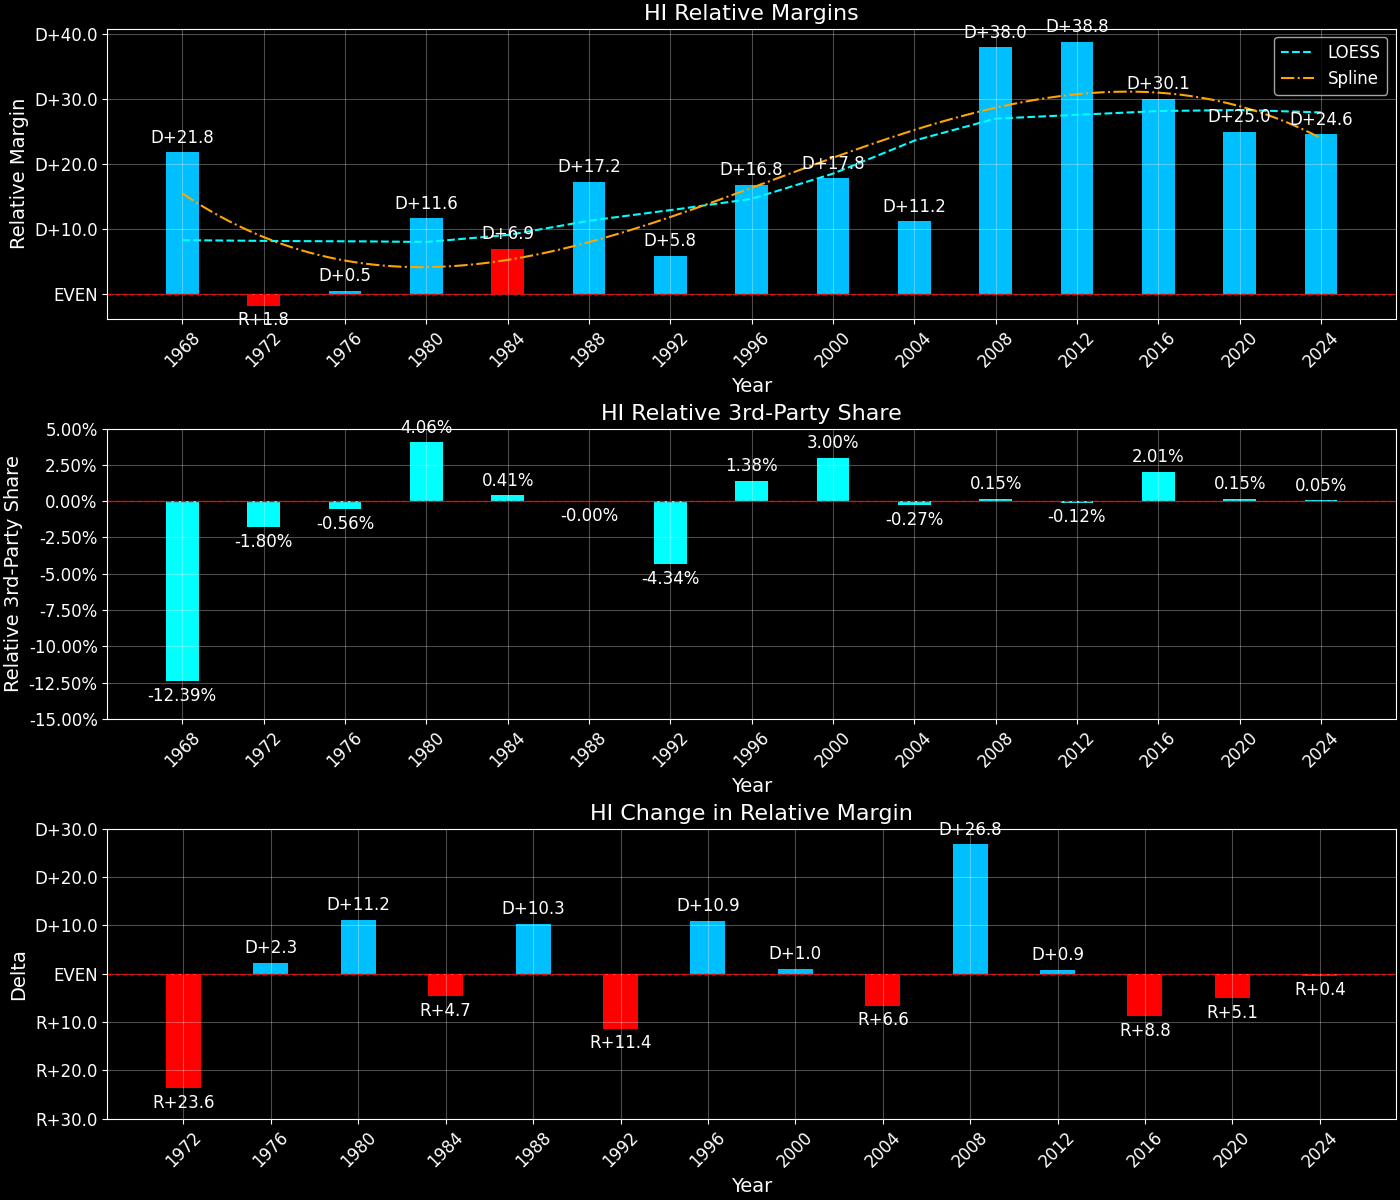 HI Relative Margins
Relative Margin
D+40.0
D+30.0
D+20.0
D+10.0
EVEN
D+21.8
R+1.8
D+0.5
D+11.6
D+6.9
D+17.2
D+5.8
D+16.8
D+17.8
D+11.2
D+38.0
D+38.8
D+30.1
D+25.0
D+24.6
LOESS
Spline
1968
1972
1976
1980
1984
1988
1992
1996
2000
2004
2008
2012
2016
2020
2024
Year
HI Relative 3rd-Party Share
Relative 3rd-Party Share
5.00%
2.50%
0.00%
-2.50%
-5.00%
-7.50%
-10.00%
-12.50%
-15.00%
-12.39%
-1.80%
-0.56%
4.06%
0.41%
-0.00%
-4.34%
1.38%
3.00%
-0.27%
0.15%
-0.12%
2.01%
0.15%
0.05%
1968
1972
1976
1980
1984
1988
1992
1996
2000
2004
2008
2012
2016
2020
2024
Year
HI Change in Relative Margin
Delta
D+30.0
D+20.0
D+10.0
EVEN
R+10.0
R+20.0
R+30.0
R+23.6
D+2.3
D+11.2
R+4.7
D+10.3
R+11.4
D+10.9
D+1.0
R+6.6
D+26.8
D+0.9
R+8.8
R+5.1
R+0.4
1972
1976
1980
1984
1988
1992
1996
2000
2004
2008
2012
2016
2020
2024
Year